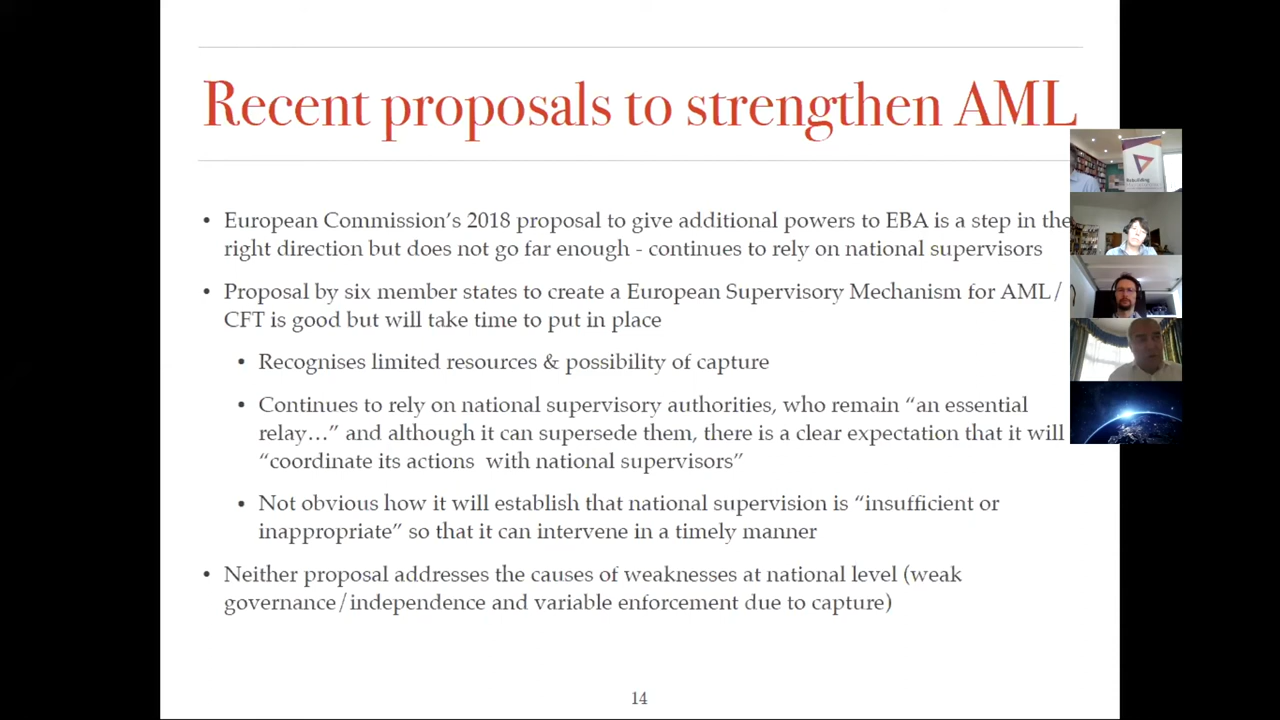 Recent proposals to strengthen AML
• European Commission’s 2018 proposal to give additional powers to EBA is a step in the
right direction but does not go far enough - continues to rely on national supervisors
• Proposal by six member states to create a European Supervisory Mechanism for AML/
CFT is good but will take time to put in place
• Recognises limited resources & possibility of capture
• Continues to rely on national supervisory authorities, who remain “an essential
relay…” and although it can supersede them, there is a clear expectation that it will
“coordinate its actions with national supervisors”
• Not obvious how it will establish that national supervision is “insufficient or
inappropriate” so that it can intervene in a timely manner
• Neither proposal addresses the causes of weaknesses at national level (weak
governance/independence and variable enforcement due to capture)
14
Rebuilding